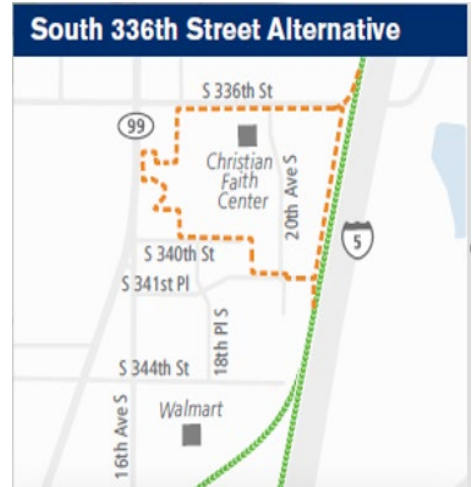 South 336th Street Alternative
S 336th St
99
Christian
Faith
Center
20th Ave S
5
S 340th St
S 341st Pl
18th Pl S
S 344th St
Walmart
16th Ave S